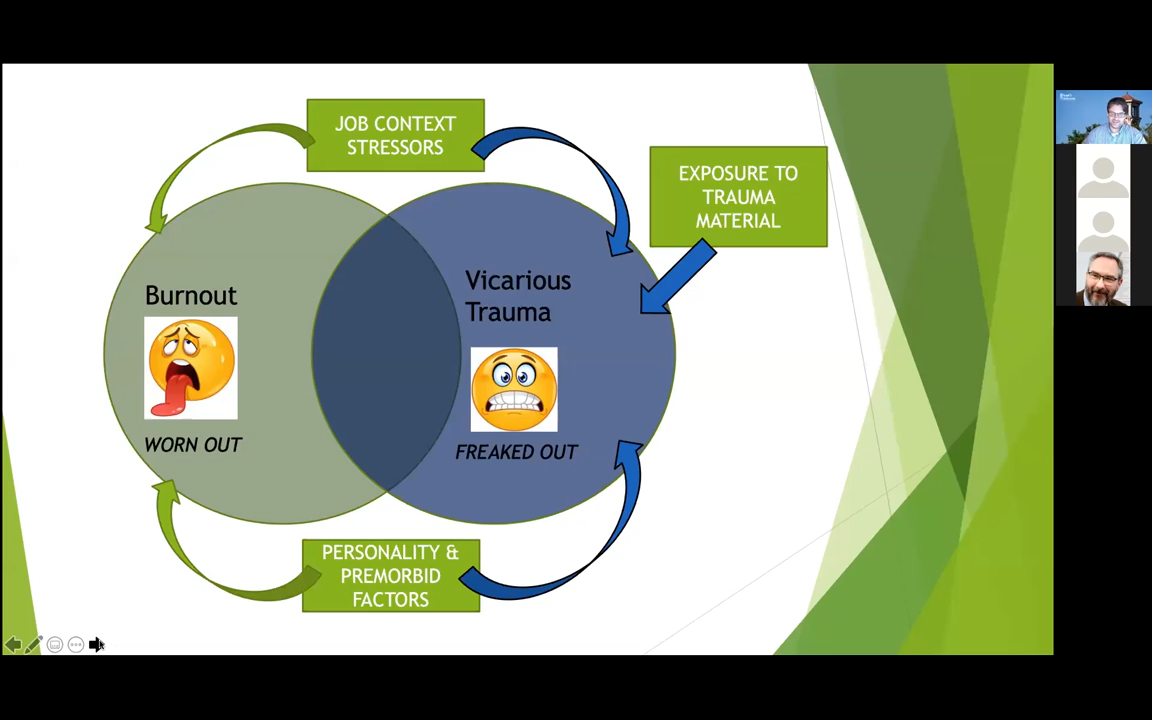 JOB CONTEXT
STRESSORS
EXPOSURE TO
TRAUMA
MATERIAL
Burnout
Vicarious
Trauma
WORN OUT
FREAKED OUT
PERSONALITY &
PREMORBID
FACTORS